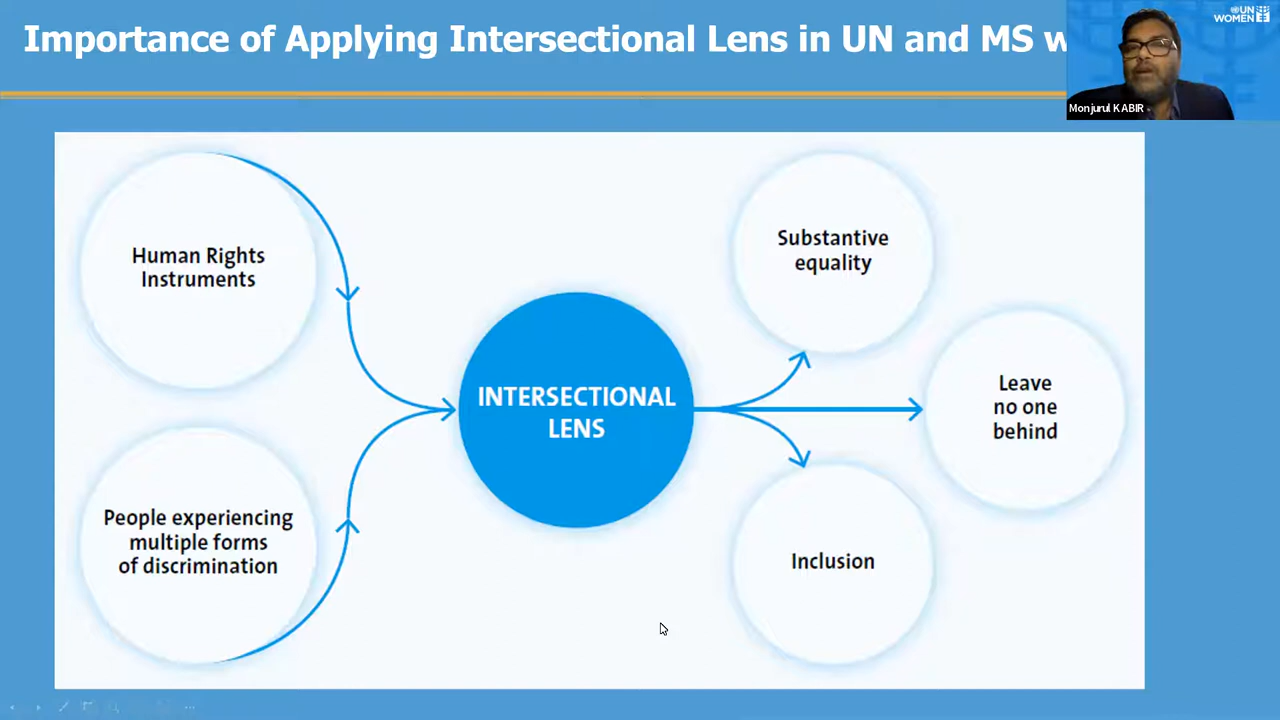 Importance of Applying Intersectional Lens in UN and MS
UN
WOMEN
Monjurul KABIR
Human Rights
Instruments
People experiencing
multiple forms
of discrimination
INTERSECTIONAL
LENS
Substantive
equality
Leave
no one
behind
Inclusion